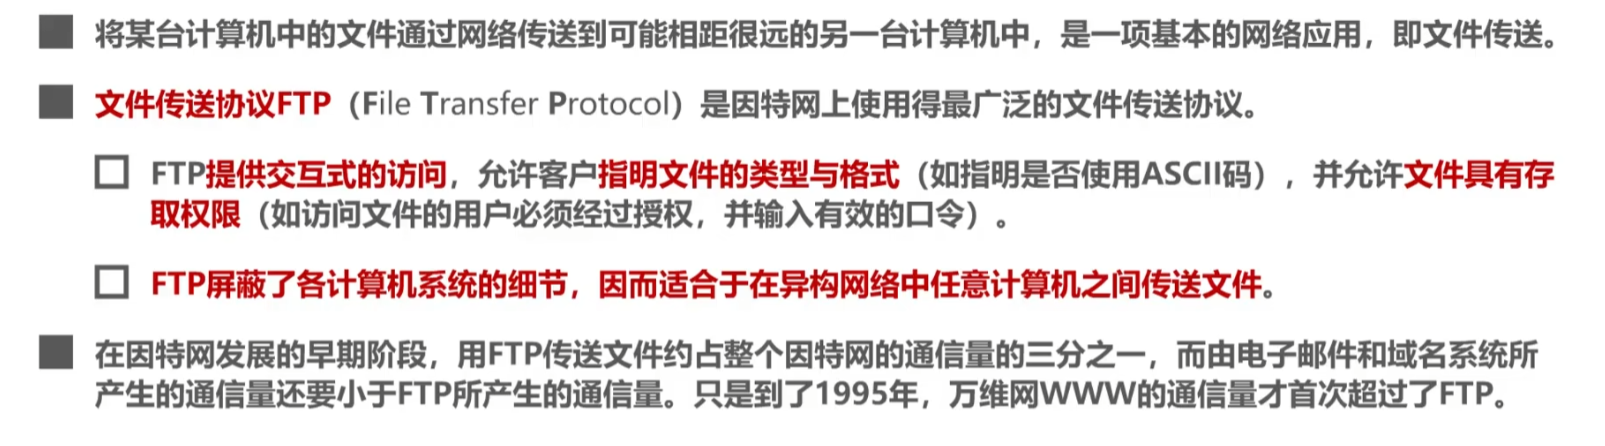 将某台计算机中的文件通过网络传送到可能相距很远的另一台计算机中，是一项基本的网络应用，即文件传送。
文件传送协议FTP（File Transfer Protocol）是因特网上使用得最广泛的文件传送协议。
FTP提供交互式的访问，允许客户指明文件的类型与格式（如指明是否使用ASCII码），并允许文件具有存
取权限（如访问文件的用户必须经过授权，并输入有效的口令）。
FTP屏蔽了各计算机系统的细节，因而适合于在异构网络中任意计算机之间传送文件。
在因特网发展的早期阶段，用FTP传送文件约占整个因特网的通信量的三分之一，而由电子邮件和域名系统所
产生的通信量还要小于FTP所产生的通信量。只是到了1995年，万维网WWW的通信量才首次超过了FTP。